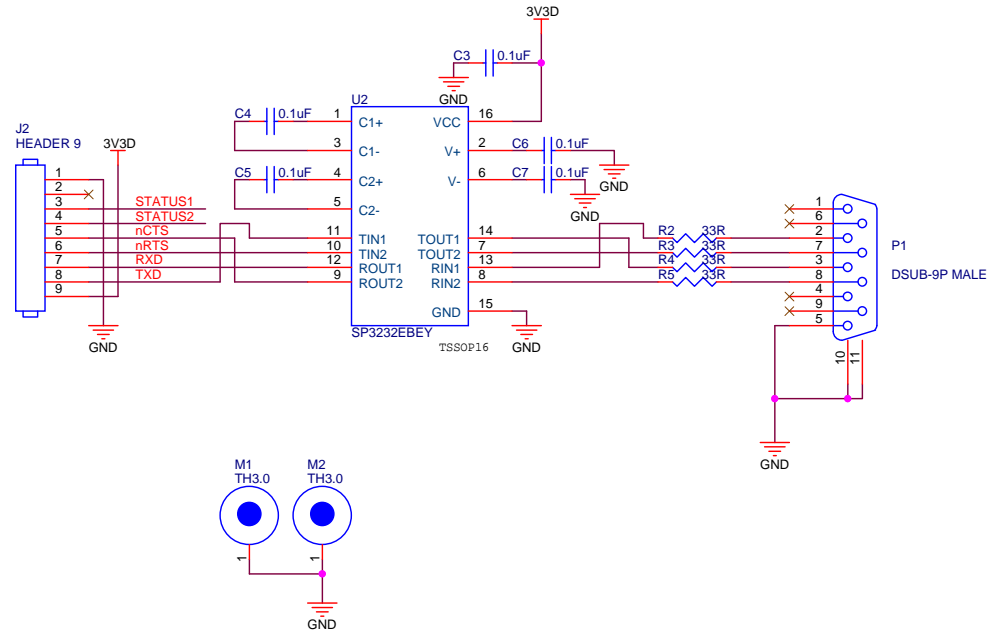 3V3D
C3 0.1uF
GND
U2
C4 0.1uF 1 C1+ VCC 16
3 C1- V+ 2 C6 0.1uF
GND
C5 0.1uF 4 C2+ V- 6 C7 0.1uF
GND
5 C2-
11 TIN1 TOUT1 14
10 TIN2 TOUT2 7
12 ROUT1 RIN1 13
9 ROUT2 RIN2 8
GND 15
SP3232EBEY
TSSOP16
GND
J2
HEADER 9
3V3D
1
2
3 STATUS1
4 STATUS2
5 nCTS
6 nRTS
7 RXD
8 TXD
9
GND
R2 33R
R3 33R
R4 33R
R5 33R
1
6
2
7
3
8
4
9
5
10
11
P1
DSUB-9P MALE
GND
M1
TH3.0
M2
TH3.0
1
1
GND